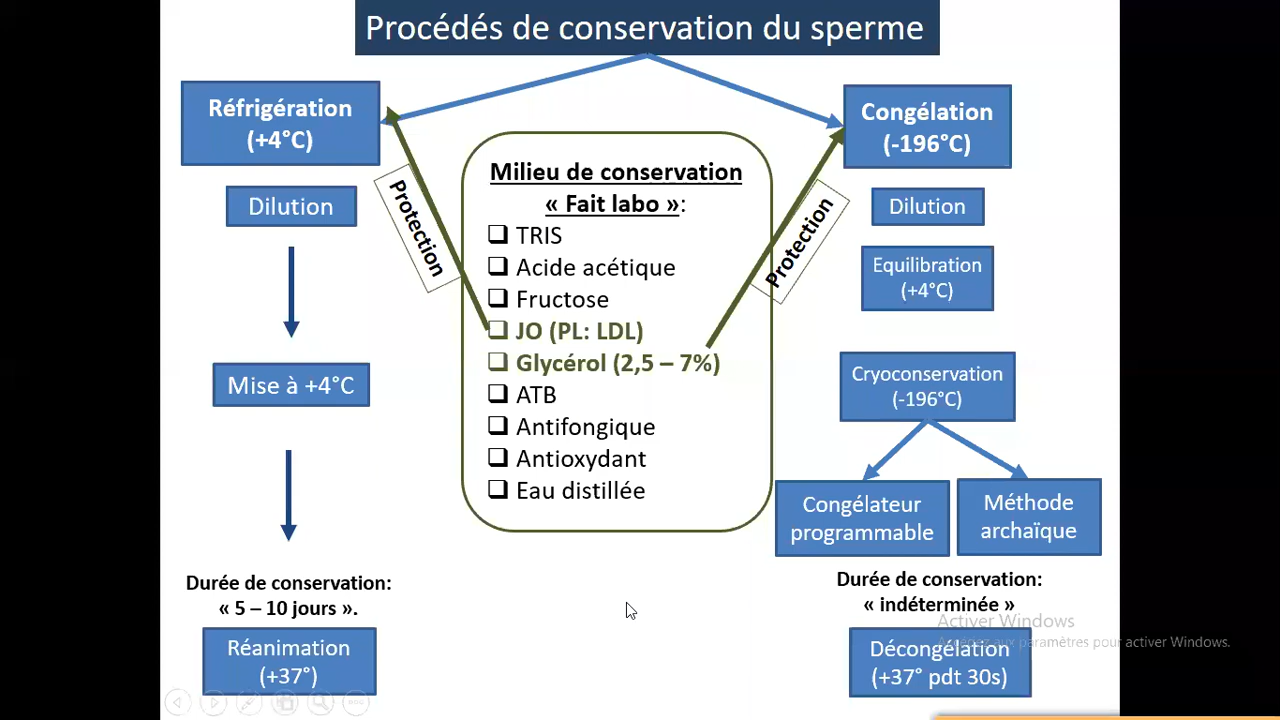 Procédés de conservation du sperme
Réfrigération
(+4°C)
Dilution
Mise à +4°C
Durée de conservation:
« 5 – 10 jours ».
Réanimation
(+37°)
Protection
Milieu de conservation
« Fait labo »:
❑ TRIS
❑ Acide acétique
❑ Fructose
❑ JO (PL: LDL)
❑ Glycérol (2,5 – 7%)
❑ ATB
❑ Antifongique
❑ Antioxydant
❑ Eau distillée
Protection
Congélation
(-196°C)
Dilution
Equilibration
(+4°C)
Cryoconservation
(-196°C)
Congélateur
programmable
Méthode
archaïque
Durée de conservation:
« indéterminée »
Activer Windows
Accédez aux paramètres pour activer Windows.
Décongélation
(+37° pdt 30s)